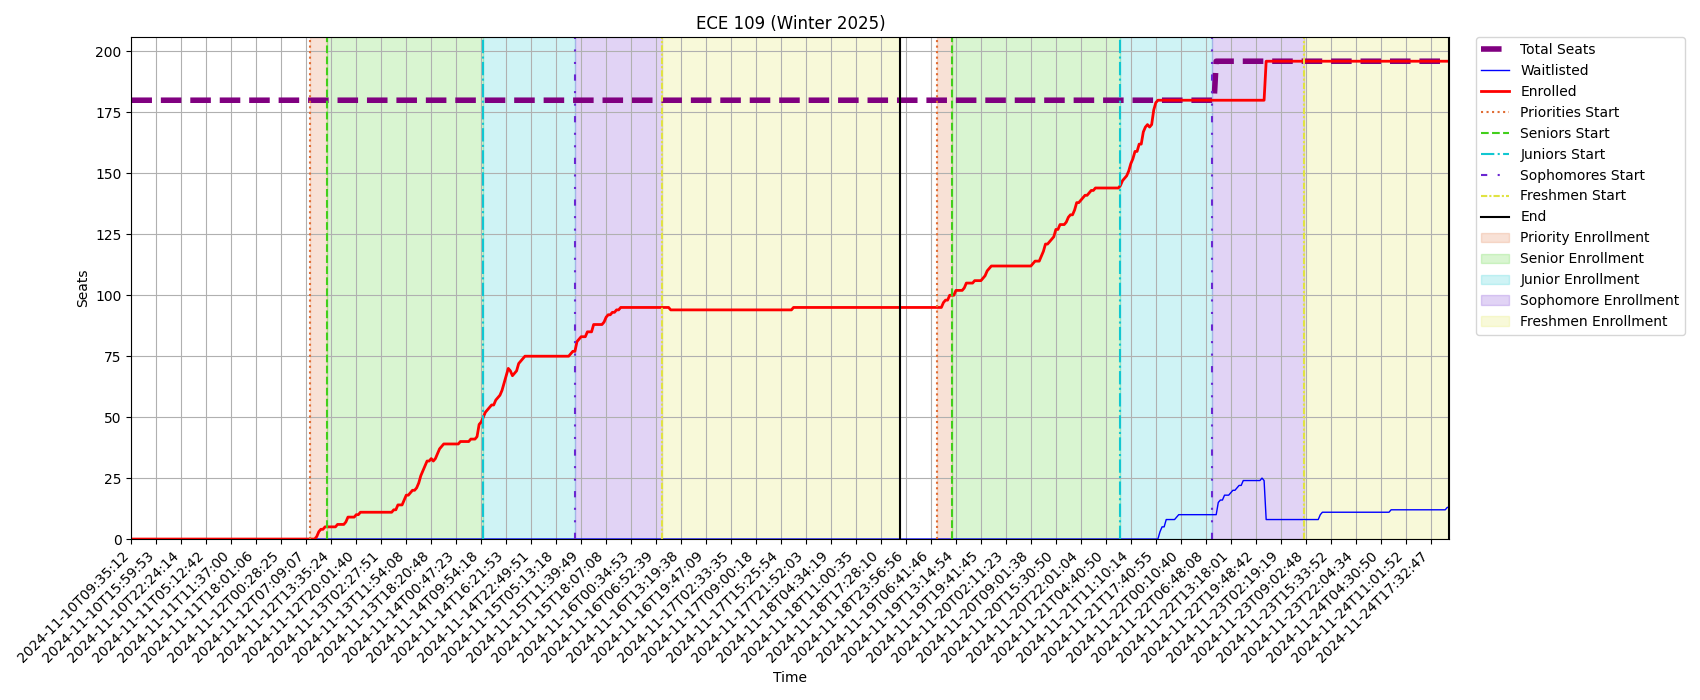 ECE 109 (Winter 2025)
Seats
200
175
150
125
100
75
50
25
0
2024-11-10T09:35:12
2024-11-10T15:59:53
2024-11-10T22:24:14
2024-11-11T05:12:42
2024-11-11T11:37:00
2024-11-11T18:01:06
2024-11-12T00:28:25
2024-11-12T07:09:07
2024-11-12T13:35:24
2024-11-12T20:01:40
2024-11-13T03:27:51
2024-11-13T11:54:08
2024-11-13T18:20:48
2024-11-14T00:47:23
2024-11-14T09:54:18
2024-11-14T16:21:53
2024-11-14T22:49:51
2024-11-15T05:13:19
2024-11-15T11:39:49
2024-11-15T18:07:08
2024-11-16T00:34:53
2024-11-16T06:52:39
2024-11-16T13:19:38
2024-11-16T19:47:09
2024-11-17T02:33:35
2024-11-17T09:00:18
2024-11-17T15:25:54
2024-11-17T21:52:03
2024-11-18T04:34:19
2024-11-18T11:00:35
2024-11-18T17:28:10
2024-11-18T23:56:56
2024-11-19T06:41:46
2024-11-19T13:14:54
2024-11-19T19:41:45
2024-11-20T02:11:23
2024-11-20T09:01:38
2024-11-20T15:30:50
2024-11-20T22:01:04
2024-11-21T04:40:50
2024-11-21T11:10:14
2024-11-21T17:40:55
2024-11-22T00:10:40
2024-11-22T06:48:08
2024-11-22T13:18:01
2024-11-22T19:48:42
2024-11-23T02:19:19
2024-11-23T09:02:48
2024-11-23T15:33:52
2024-11-23T22:04:34
2024-11-24T04:30:50
2024-11-24T11:01:52
2024-11-24T17:32:47
Time
Total Seats
Waitlisted
Enrolled
Priorities Start
Seniors Start
Juniors Start
Sophomores Start
Freshmen Start
End
Priority Enrollment
Senior Enrollment
Junior Enrollment
Sophomore Enrollment
Freshmen Enrollment